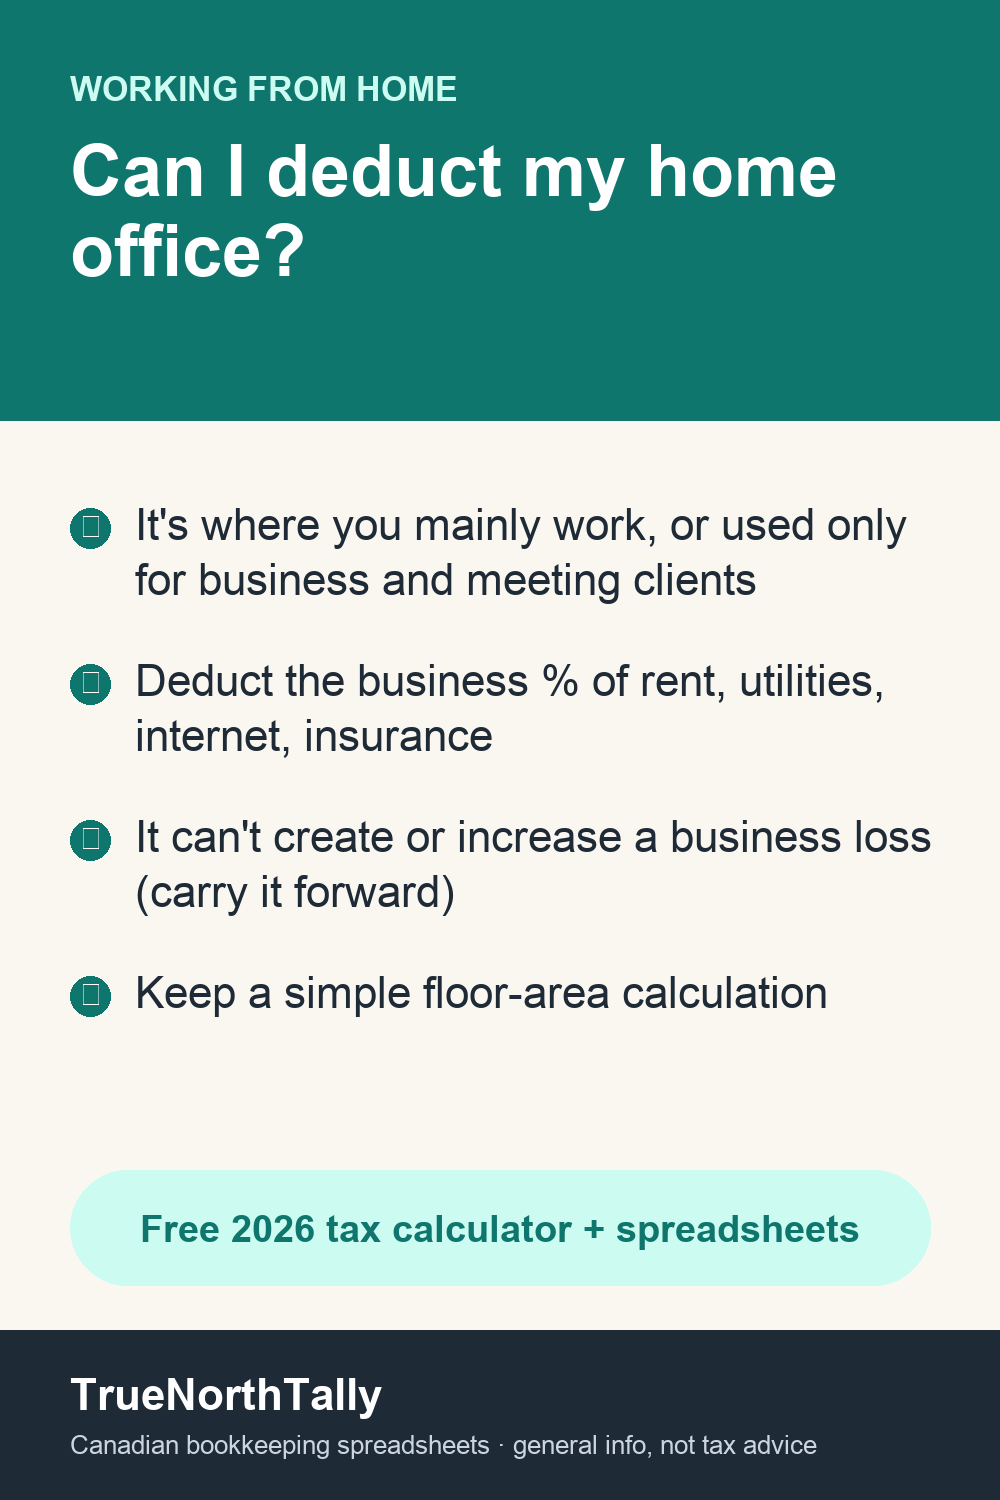 WORKING FROM HOME
Can I deduct my home
office?
It's where you mainly work, or used only
for business and meeting clients
Deduct the business % of rent, utilities,
internet, insurance
It can't create or increase a business loss
(carry it forward)
Keep a simple floor-area calculation
Free 2026 tax calculator + spreadsheets
TrueNorthTally
Canadian bookkeeping spreadsheets · general info, not tax advice